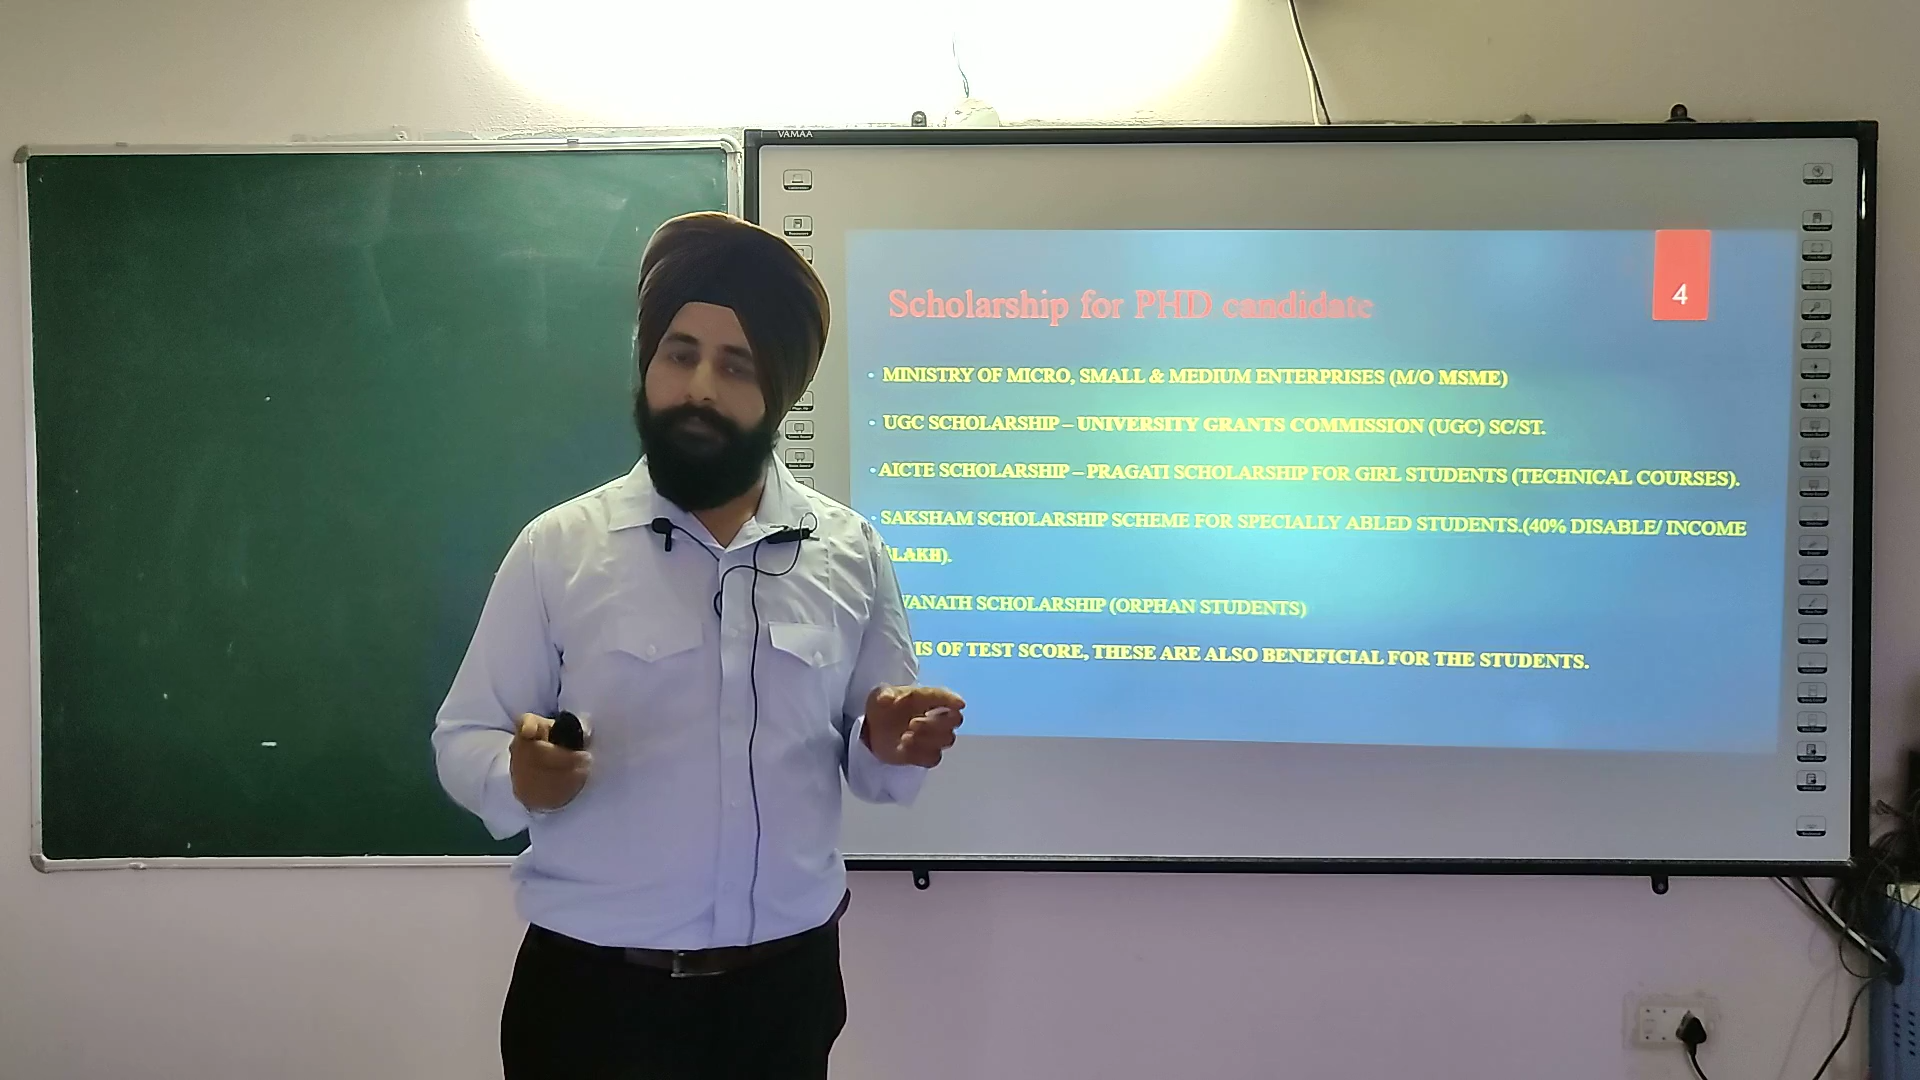 VAMAA
4
Scholarship for PHD candidate
• MINISTRY OF MICRO, SMALL & MEDIUM ENTERPRISES (M/O MSME)
• UGC SCHOLARSHIP – UNIVERSITY GRANTS COMMISSION (UGC) SC/ST.
• AICTE SCHOLARSHIP – PRAGATI SCHOLARSHIP FOR GIRL STUDENTS (TECHNICAL COURSES).
• SAKSHAM SCHOLARSHIP SCHEME FOR SPECIALLY ABLED STUDENTS.(40% DISABLE/ INCOME
LAKH).
VANATH SCHOLARSHIP (ORPHAN STUDENTS)
OF TEST SCORE, THESE ARE ALSO BENEFICIAL FOR THE STUDENTS.